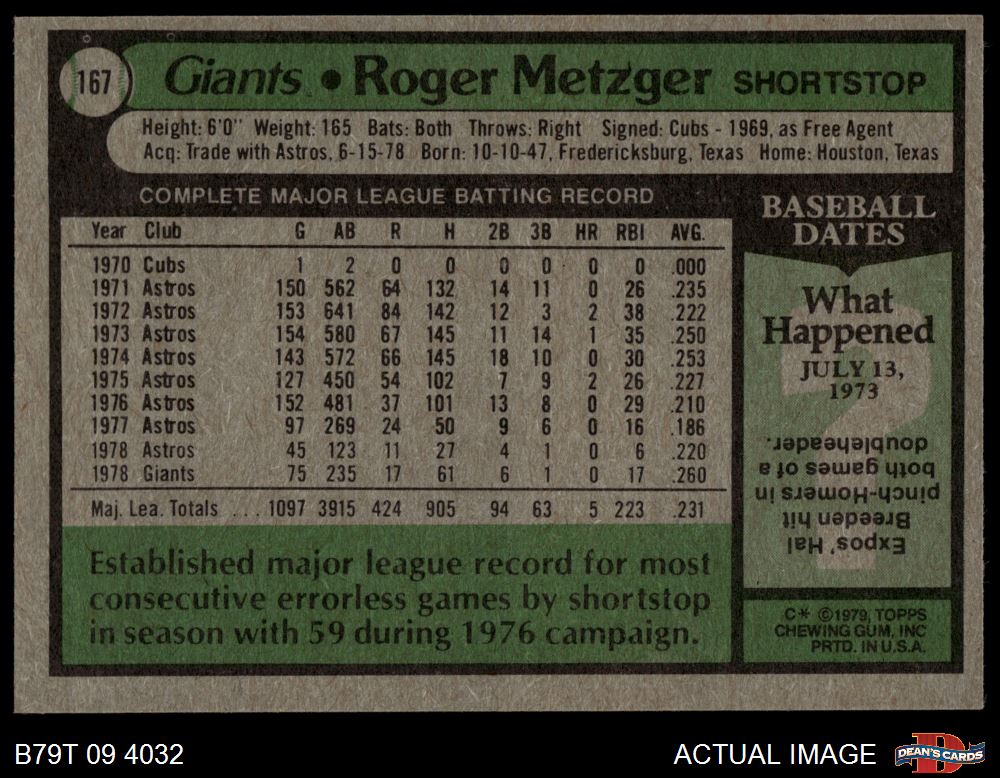 167 Giants • Roger Metzger SHORTSTOP
Height: 6'0" Weight: 165 Bats: Both Throws: Right Signed: Cubs - 1969, as Free Agent
Acq: Trade with Astros, 6-15-78 Born: 10-10-47, Fredericksburg, Texas Home: Houston, Texas
COMPLETE MAJOR LEAGUE BATTING RECORD
Year Club G AB R H 2B 3B HR RBI AVG.
1970 Cubs 1 2 0 0 0 0 0 0 .000
1971 Astros 150 562 64 132 14 11 0 26 .235
1972 Astros 153 641 84 142 12 3 2 38 .222
1973 Astros 154 580 67 145 11 14 1 35 .250
1974 Astros 143 572 66 145 18 10 0 30 .253
1975 Astros 127 450 54 102 7 9 2 26 .227
1976 Astros 152 481 37 101 13 8 0 29 .210
1977 Astros 97 269 24 50 9 6 0 16 .186
1978 Astros 45 123 11 27 4 1 0 6 .220
1978 Giants 75 235 17 61 6 1 0 17 .260
Maj. Lea. Totals ... 1097 3915 424 905 94 63 5 223 .231
Established major league record for most
consecutive errorless games by shortstop
in season with 59 during 1976 campaign.
BASEBALL
DATES
What
Happened
JULY 13,
1973
Expos' Hal
Breeden hit
pinch-Homers in
both games of a
doubleheader.
C* ©1979, TOPPS
CHEWING GUM, INC
PRTD. IN U.S.A.
B79T 09 4032
ACTUAL IMAGE
DEAN'S CARDS